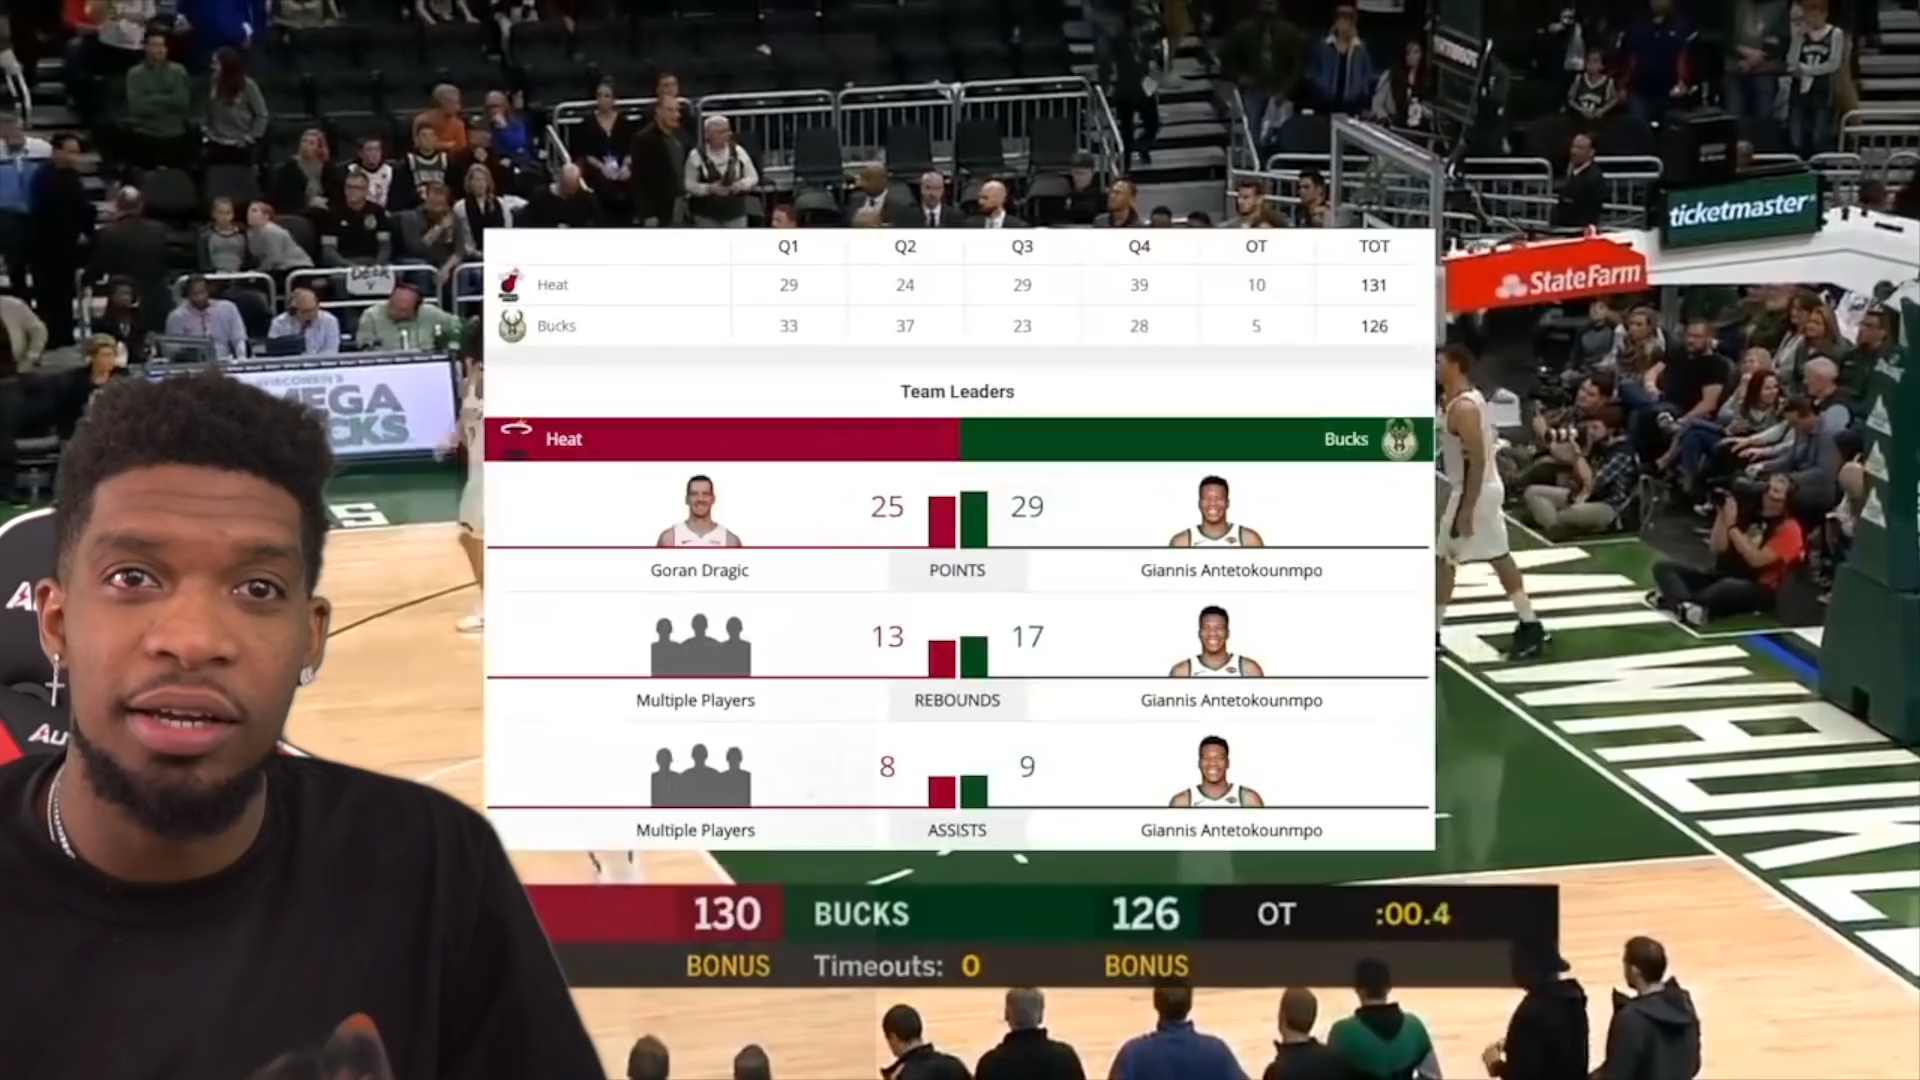 ticketmaster
StateFarm
Q1 Q2 Q3 Q4 OT TOT
Heat 29 24 29 39 10 131
Bucks 33 37 23 28 5 126
Team Leaders
Heat Bucks
25 29
Goran Dragic POINTS Giannis Antetokounmpo
13 17
Multiple Players REBOUNDS Giannis Antetokounmpo
8 9
Multiple Players ASSISTS Giannis Antetokounmpo
WISCONSIN'S
130 BUCKS 126 OT :00.4
BONUS Timeouts: 0 BONUS